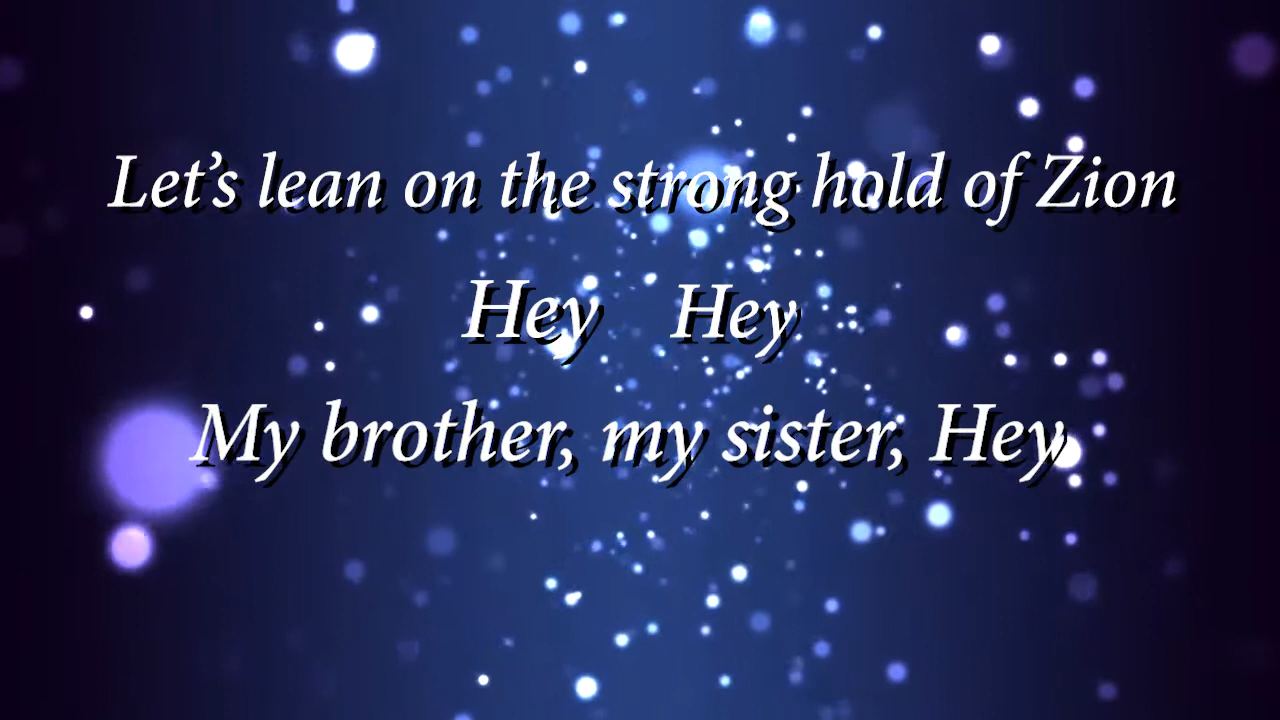 Let’s lean on the strong hold of Zion
Hey Hey
My brother, my sister, Hey